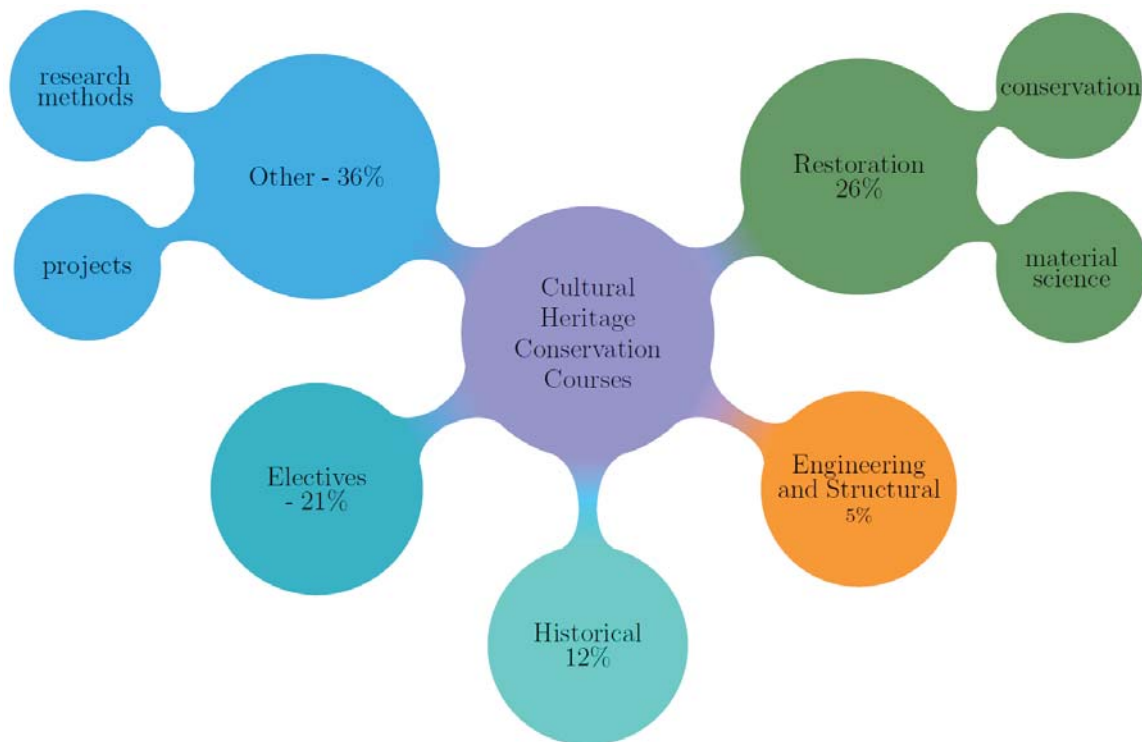 research
methods
Other - 36%
projects
Restoration
26%
conservation
material
science
Cultural
Heritage
Conservation
Courses
Electives
- 21%
Engineering
and Structural
5%
Historical
12%